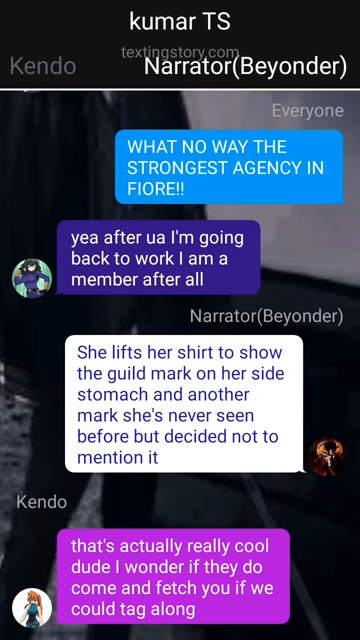 kumar TS
textingstory.com
Kendo
Narrator(Beyonder)
Everyone
WHAT NO WAY THE
STRONGEST AGENCY IN
FIORE!!
yea after ua I'm going
back to work I am a
member after all
Narrator(Beyonder)
She lifts her shirt to show
the guild mark on her side
stomach and another
mark she's never seen
before but decided not to
mention it
Kendo
that's actually really cool
dude I wonder if they do
come and fetch you if we
could tag along